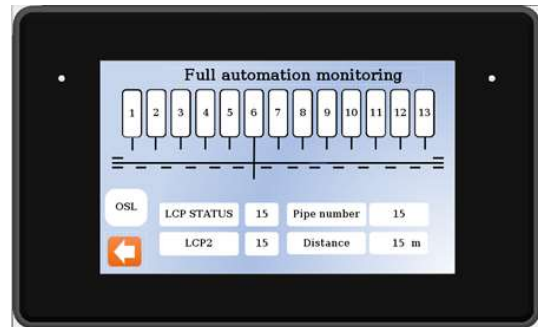 Full automation monitoring
1 2 3 4 5 6 7 8 9 10 11 12 13
OSL
LCP STATUS 15 Pipe number 15
LCP2 15 Distance 15 m